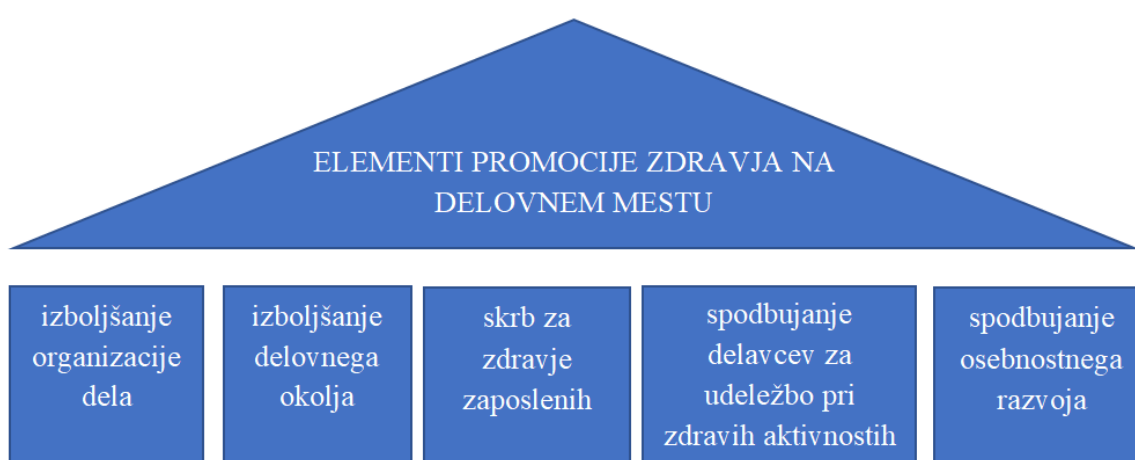 ELEMENTI PROMOCIJE ZDRAVJA NA
DELOVNEM MESTU
izboljšanje
organizacije
dela
izboljšanje
delovnega
okolja
skrb za
zdravje
zaposlenih
spodbujanje
delavcev za
udeležbo pri
zdravih aktivnostih
spodbujanje
osebnostnega
razvoja